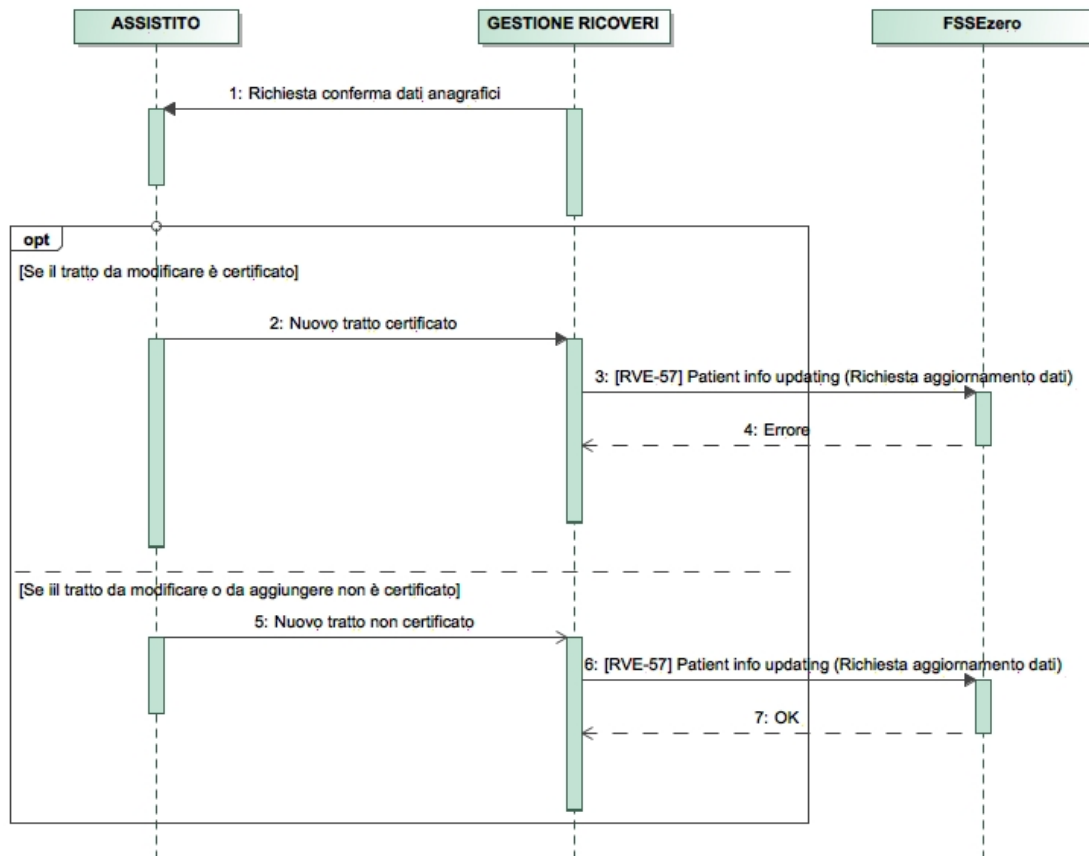 ASSISTITO
GESTIONE RICOVERI
FSSEzero
1: Richiesta conferma dati anagrafici
opt
[Se il tratto da modificare è certificato]
2: Nuovo tratto certificato
3: [RVE-57] Patient info updating (Richiesta aggiornamento dati)
4: Errore
[Se iil tratto da modificare o da aggiungere non è certificato]
5: Nuovo tratto non certificato
6: [RVE-57] Patient info updating (Richiesta aggiornamento dati)
7: OK